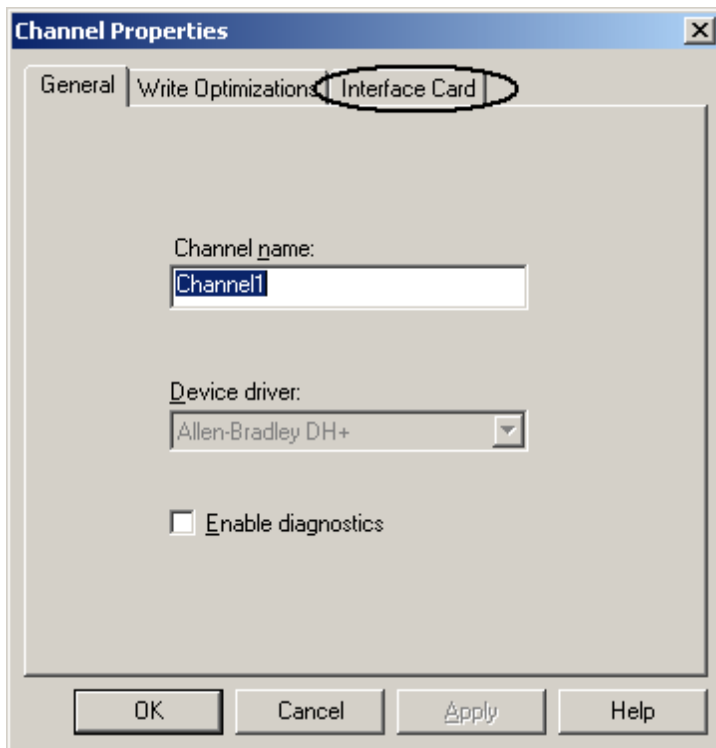 Channel Properties
General Write Optimizations Interface Card
Channel name:
Channel1
Device driver:
Allen-Bradley DH+
Enable diagnostics
OK Cancel Apply Help